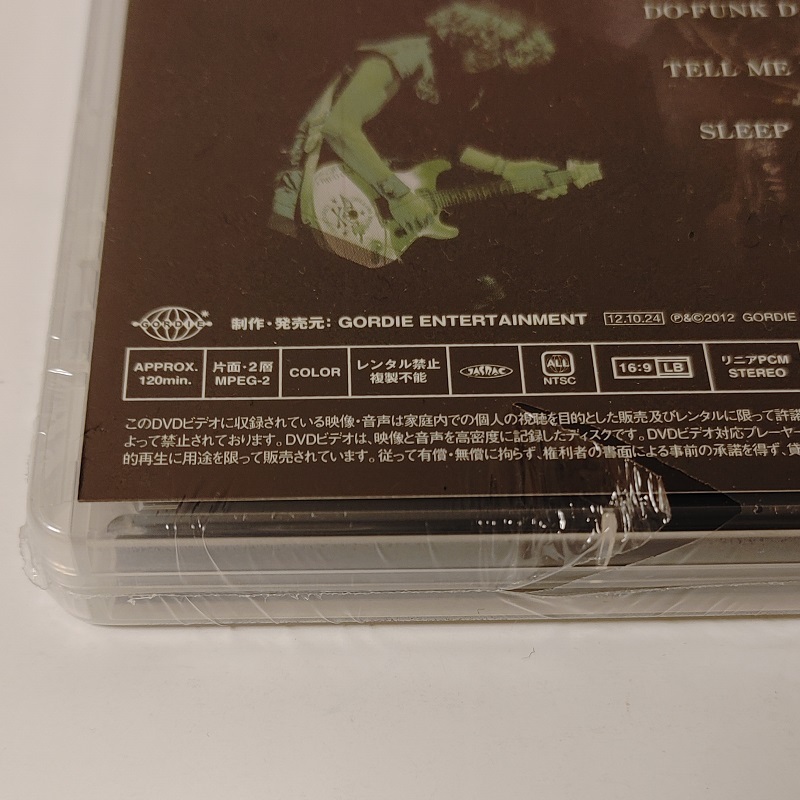 DO-FUNK D
TELL ME
SLEEP
GORDIE
制作・発売元: GORDIE ENTERTAINMENT 12.10.24 ℗&©2012 GORDIE
APPROX. 120min.
片面・2層 MPEG-2
COLOR
レンタル禁止 複製不能
JASRAC
ALL NTSC
16:9 LB
リニアPCM STEREO
このDVDビデオに収録されている映像・音声は家庭内での個人の視聴を目的とした販売及びレンタルに限って許諾
よって禁止されております。DVDビデオは、映像と音声を高密度に記録したディスクです。DVDビデオ対応プレーヤー
的再生に用途を限って販売されています。従って有償・無償に拘らず、権利者の書面による事前の承諾を得ず、